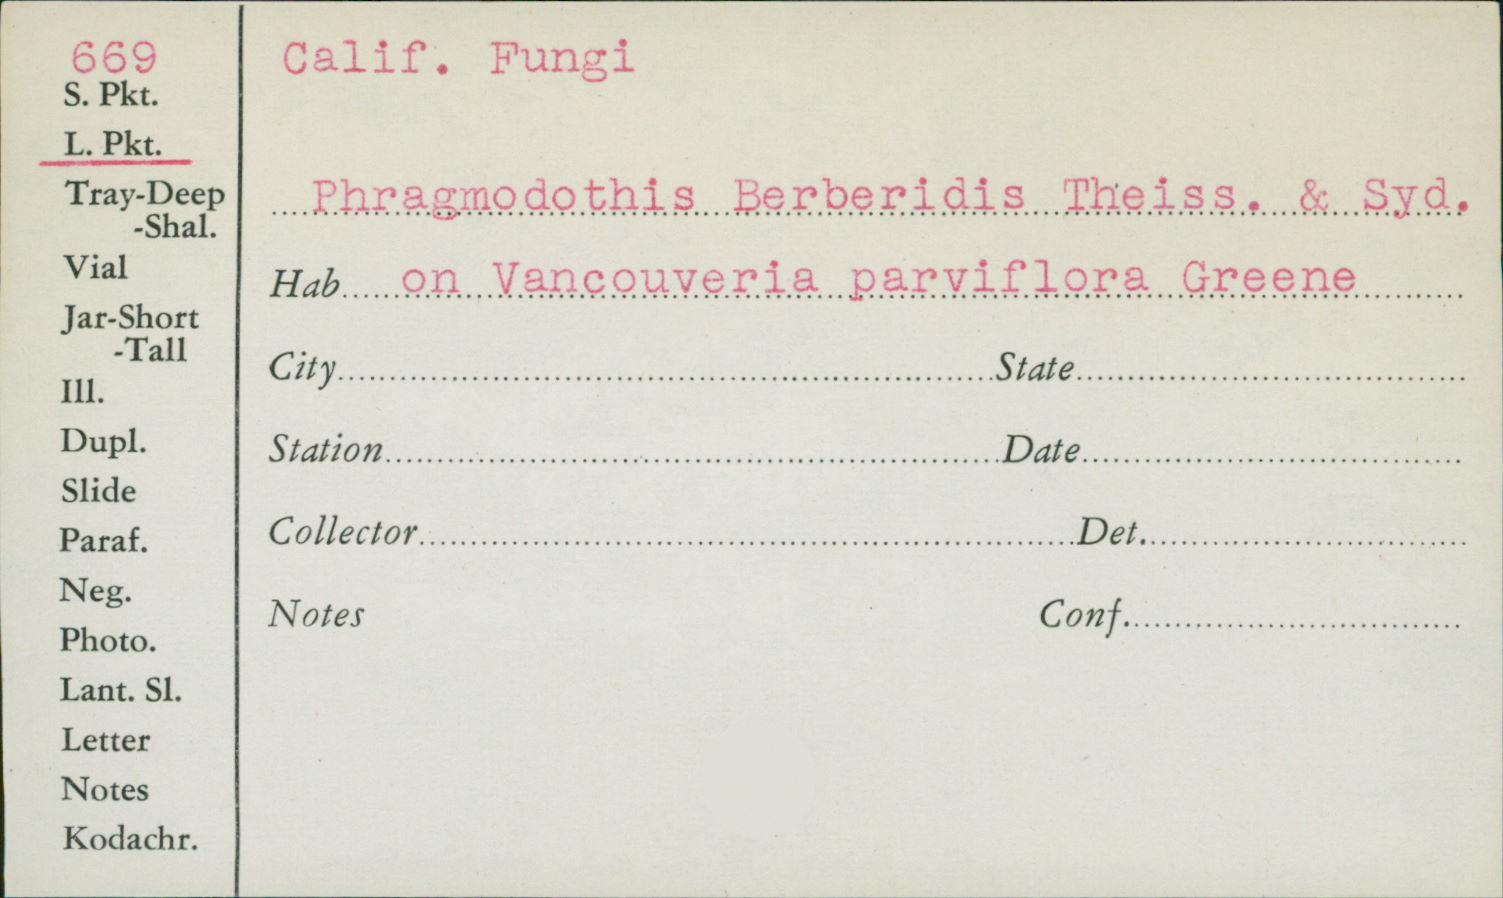 669
S. Pkt.
L. Pkt.
Tray-Deep
-Shal.
Vial
Jar-Short
-Tall
Ill.
Dupl.
Slide
Paraf.
Neg.
Photo.
Lant. Sl.
Letter
Notes
Kodachr.
Calif. Fungi
Phragmodothis Berberidis Theiss. & Syd.
Hab on Vancouveria parviflora Greene
City State
Station Date
Collector Det.
Notes Conf.